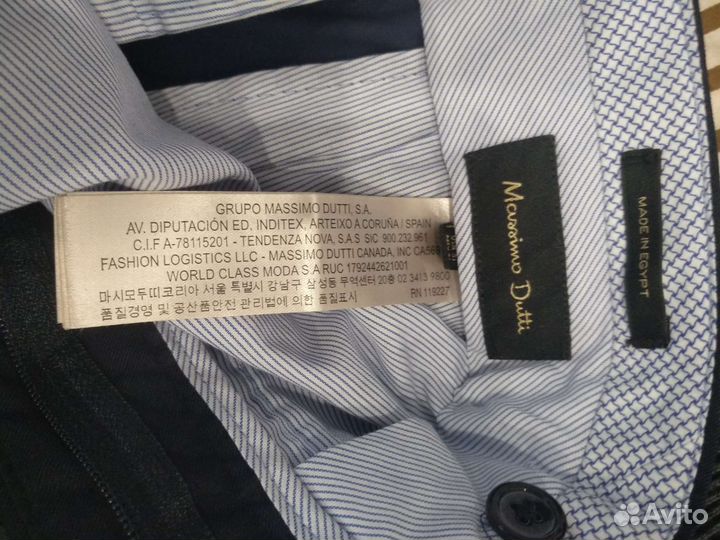 GRUPO MASSIMO DUTTI, S.A.
AV. DIPUTACIÓN ED. INDITEX, ARTEIXO A CORUÑA / SPAIN
C.I.F A-78115201 - TENDENZA NOVA, S.A.S SIC 900.232.961
FASHION LOGISTICS LLC - MASSIMO DUTTI CANADA, INC CA569
WORLD CLASS MODA S.A RUC 1792442621001
마시모두띠코리아 서울 특별시 강남구 삼성동 무역센터 20층 02 3413 9800
품질경영 및 공산품안전 관리법에 의한 품질표시 RN 119227
Massimo Dutti
MADE IN EGYPT
Avito